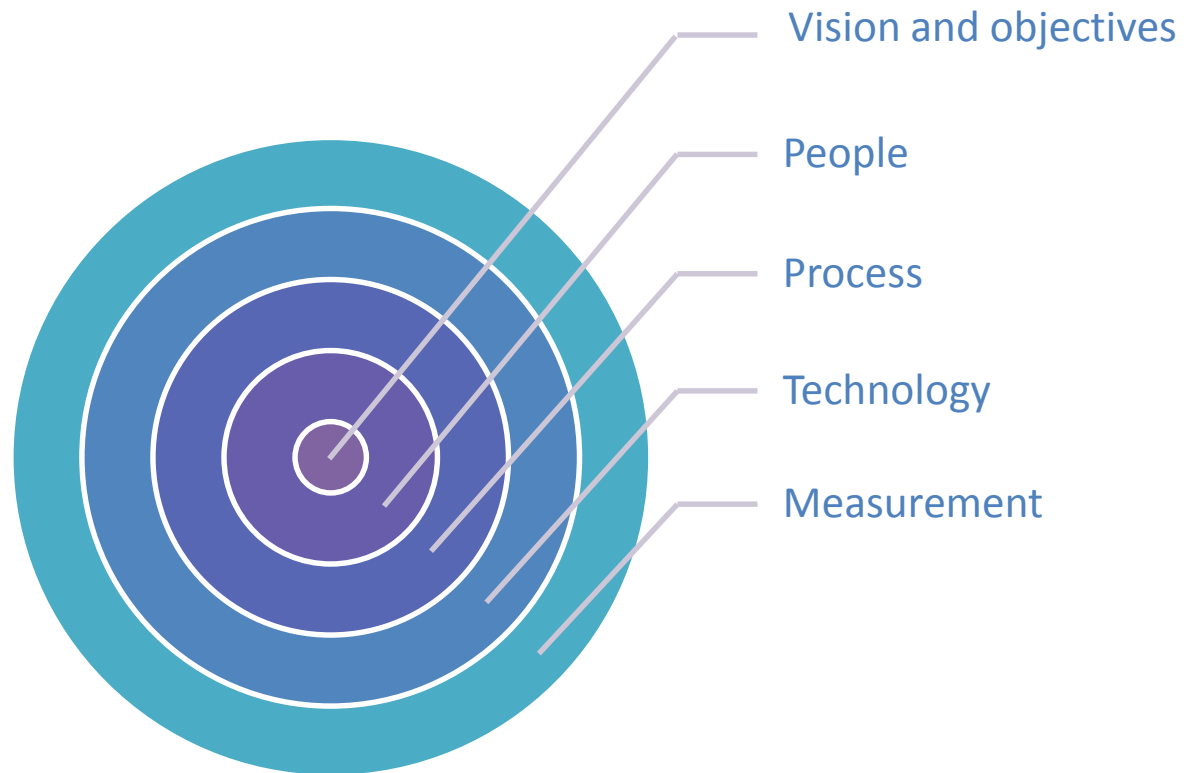 Vision and objectives
People
Process
Technology
Measurement